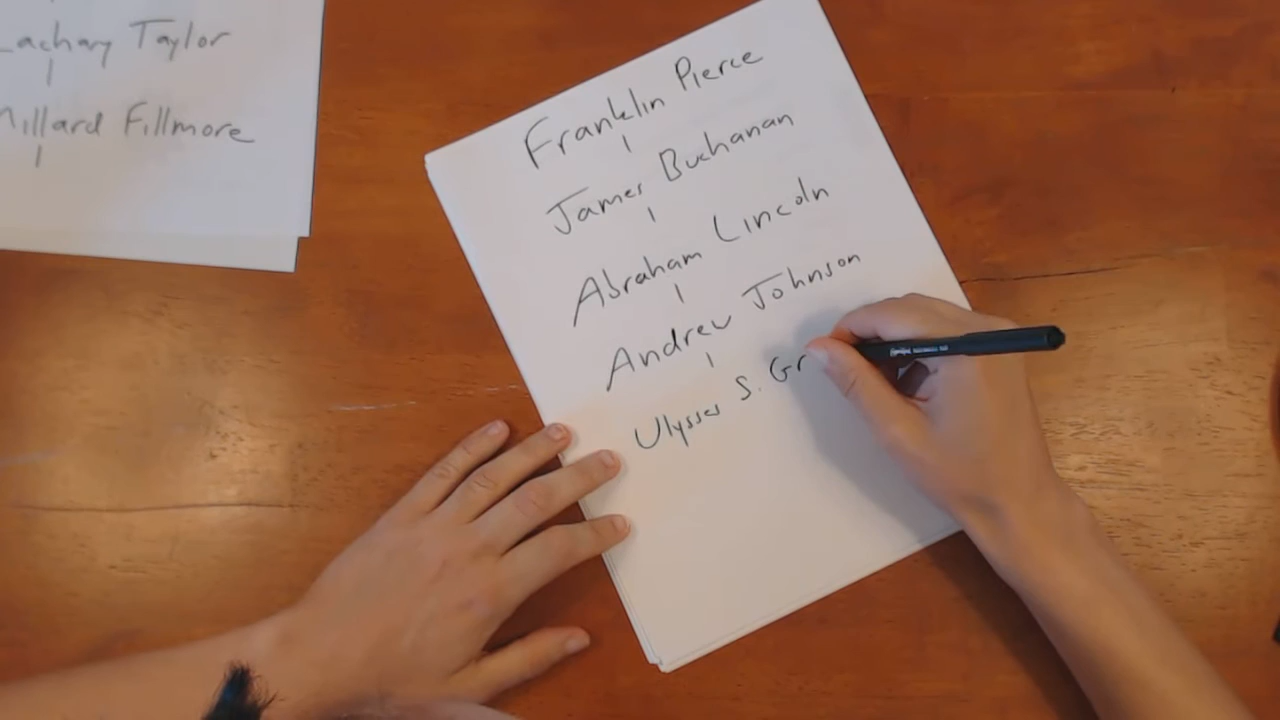 Zachary Taylor
Millard Fillmore
Franklin Pierce
James Buchanan
Abraham Lincoln
Andrew Johnson
Ulysses S. Gr